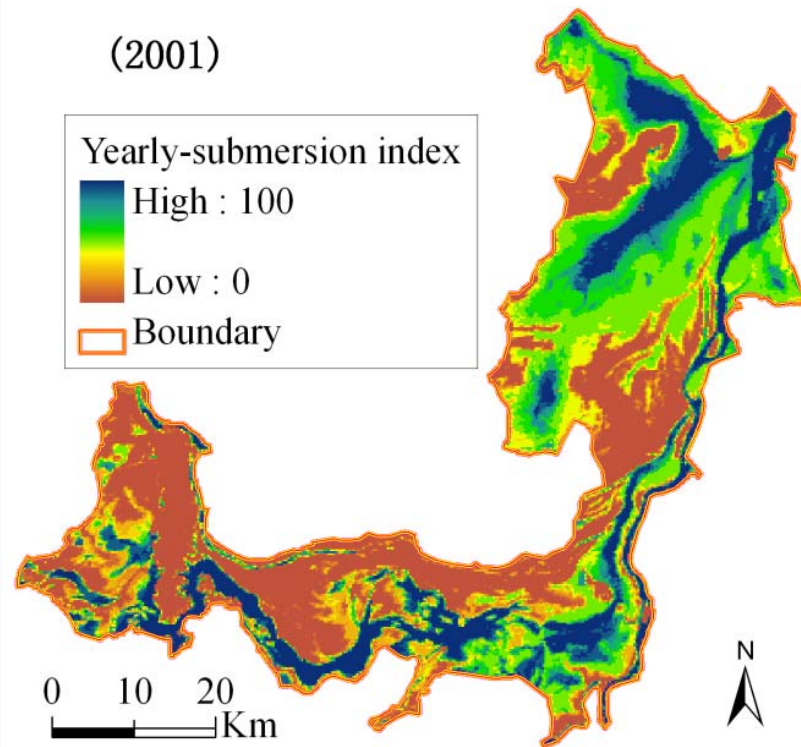 (2001)
Yearly-submersion index
High : 100
Low : 0
Boundary
N
0 10 20
Km